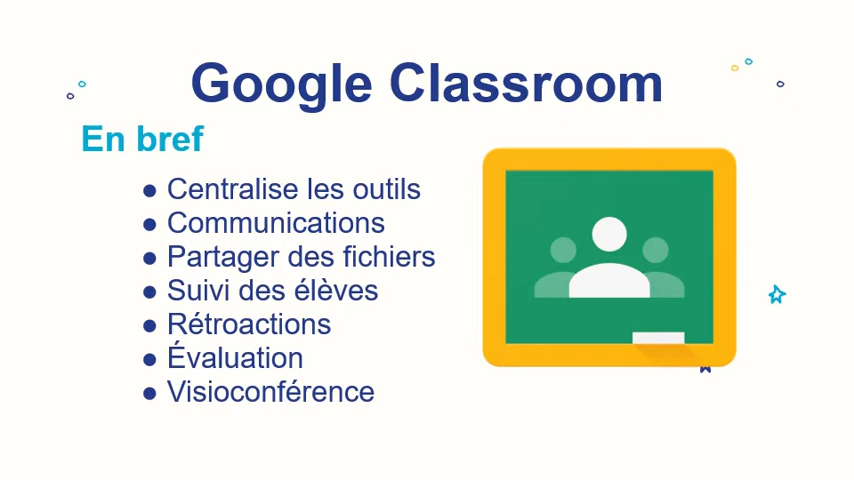 Google Classroom
En bref
● Centralise les outils
● Communications
● Partager des fichiers
● Suivi des élèves
● Rétroactions
● Évaluation
● Visioconférence